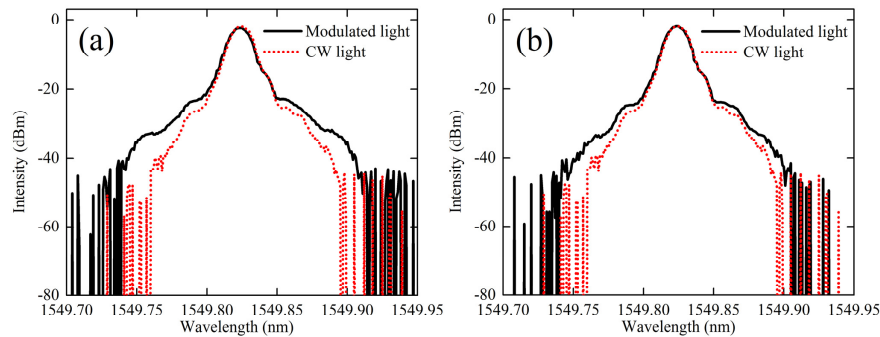 (a)
Modulated light
CW light
0
-20
-40
-60
-80
Intensity (dBm)
1549.70 1549.75 1549.80 1549.85 1549.90 1549.95
Wavelength (nm)
(b)
Modulated light
CW light
0
-20
-40
-60
-80
Intensity (dBm)
1549.70 1549.75 1549.80 1549.85 1549.90 1549.95
Wavelength (nm)